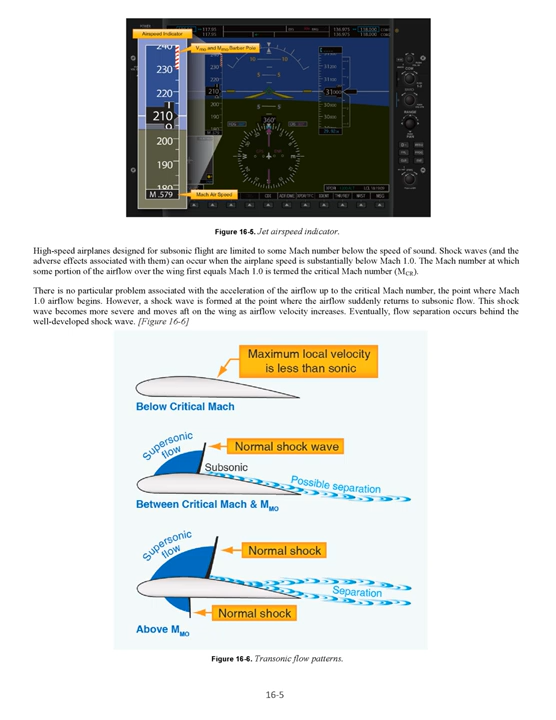 Airspeed Indicator
VMO and MMO/Barber Pole
240
230
220
210
200
190
180
M .579
Mach Air Speed
360°
Figure 16-5. Jet airspeed indicator.
High-speed airplanes designed for subsonic flight are limited to some Mach number below the speed of sound. Shock waves (and the
adverse effects associated with them) can occur when the airplane speed is substantially below Mach 1.0. The Mach number at which
some portion of the airflow over the wing first equals Mach 1.0 is termed the critical Mach number (MCR).
There is no particular problem associated with the acceleration of the airflow up to the critical Mach number, the point where Mach
1.0 airflow begins. However, a shock wave is formed at the point where the airflow suddenly returns to subsonic flow. This shock
wave becomes more severe and moves aft on the wing as airflow velocity increases. Eventually, flow separation occurs behind the
well-developed shock wave. [Figure 16-6]
Maximum local velocity
is less than sonic
Below Critical Mach
Supersonic
flow
Normal shock wave
Subsonic
Possible separation
Between Critical Mach & MMO
Supersonic
flow
Normal shock
Separation
Normal shock
Above MMO
Figure 16-6. Transonic flow patterns.
16-5